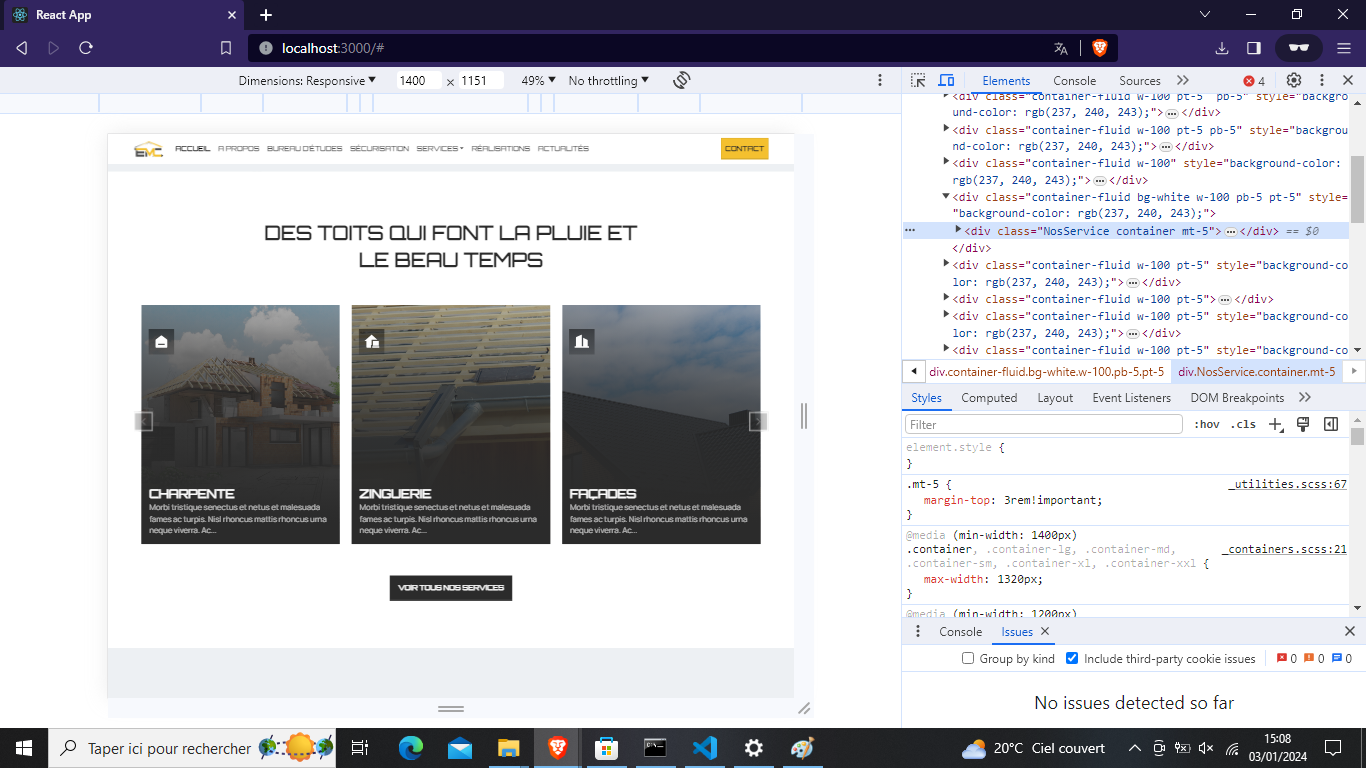 React App
localhost:3000/#
Dimensions: Responsive 1400 x 1151 49% No throttling
Elements Console Sources 4
EMC ACCUEIL A PROPOS BUREAU D'ÉTUDES SÉCURISATION SERVICES RÉALISATIONS ACTUALITÉS CONTACT
DES TOITS QUI FONT LA PLUIE ET
LE BEAU TEMPS
CHARPENTE
Morbi tristique senectus et netus et malesuada
fames ac turpis. Nisl rhoncus mattis rhoncus urna
neque viverra. Ac...
ZINGUERIE
Morbi tristique senectus et netus et malesuada
fames ac turpis. Nisl rhoncus mattis rhoncus urna
neque viverra. Ac...
FAÇADES
Morbi tristique senectus et netus et malesuada
fames ac turpis. Nisl rhoncus mattis rhoncus urna
neque viverra. Ac...
VOIR TOUS NOS SERVICES
<div class="container-fluid w-100 pt-5  pb-5" style="backgro
und-color: rgb(237, 240, 243);">…</div>
<div class="container-fluid w-100 pt-5 pb-5" style="backgrou
nd-color: rgb(237, 240, 243);">…</div>
<div class="container-fluid w-100" style="background-color:
rgb(237, 240, 243);">…</div>
<div class="container-fluid bg-white w-100 pb-5 pt-5" style=
"background-color: rgb(237, 240, 243);">
<div class="NosService container mt-5">…</div> == $0
</div>
<div class="container-fluid w-100 pt-5" style="background-co
lor: rgb(237, 240, 243);">…</div>
<div class="container-fluid w-100 pt-5">…</div>
<div class="container-fluid w-100 pt-5" style="background-co
lor: rgb(237, 240, 243);">…</div>
<div class="container-fluid w-100 pt-5" style="background-co
div.container-fluid.bg-white.w-100.pb-5.pt-5 div.NosService.container.mt-5
Styles Computed Layout Event Listeners DOM Breakpoints
Filter :hov .cls
element.style {
}
.mt-5 { _utilities.scss:67
margin-top: 3rem!important;
}
@media (min-width: 1400px)
.container, .container-lg, .container-md, _containers.scss:21
.container-sm, .container-xl, .container-xxl {
max-width: 1320px;
}
@media (min-width: 1200px)
Console Issues
Group by kind Include third-party cookie issues 0 0 0
No issues detected so far
Taper ici pour rechercher
20°C Ciel couvert
15:08
03/01/2024